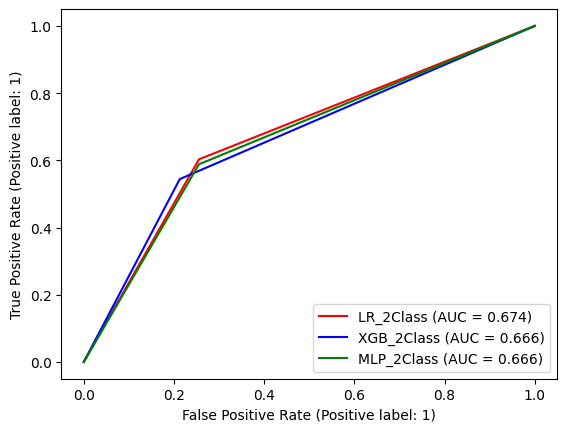 1.0
0.8
0.6
0.4
0.2
0.0
True Positive Rate (Positive label: 1)
LR_2Class (AUC = 0.674)
XGB_2Class (AUC = 0.666)
MLP_2Class (AUC = 0.666)
0.0 0.2 0.4 0.6 0.8 1.0
False Positive Rate (Positive label: 1)